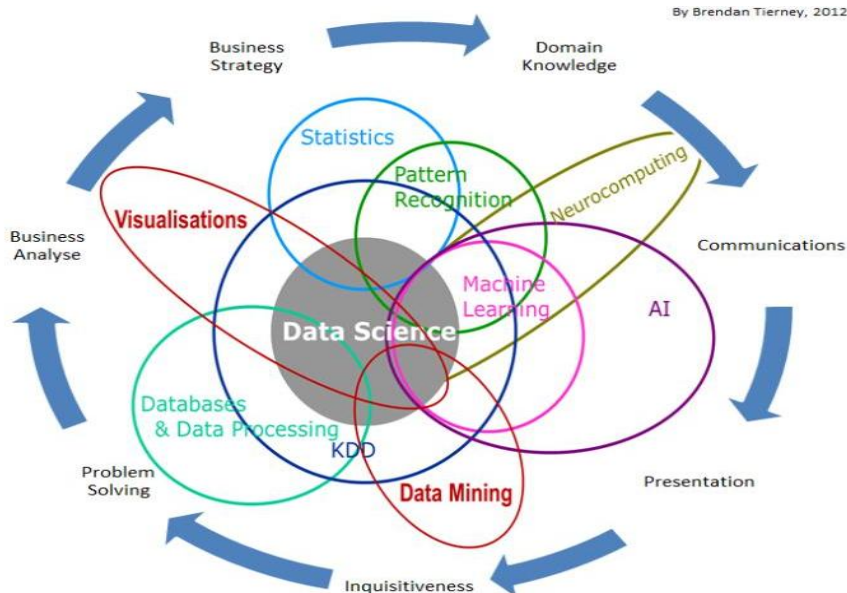 By Brendan Tierney, 2012
Business
Strategy
Domain
Knowledge
Statistics
Pattern
Recognition
Neurocomputing
Visualisations
Business
Analyse
Communications
Machine
Learning
AI
Data Science
Databases
& Data Processing
KDD
Problem
Solving
Data Mining
Presentation
Inquisitiveness